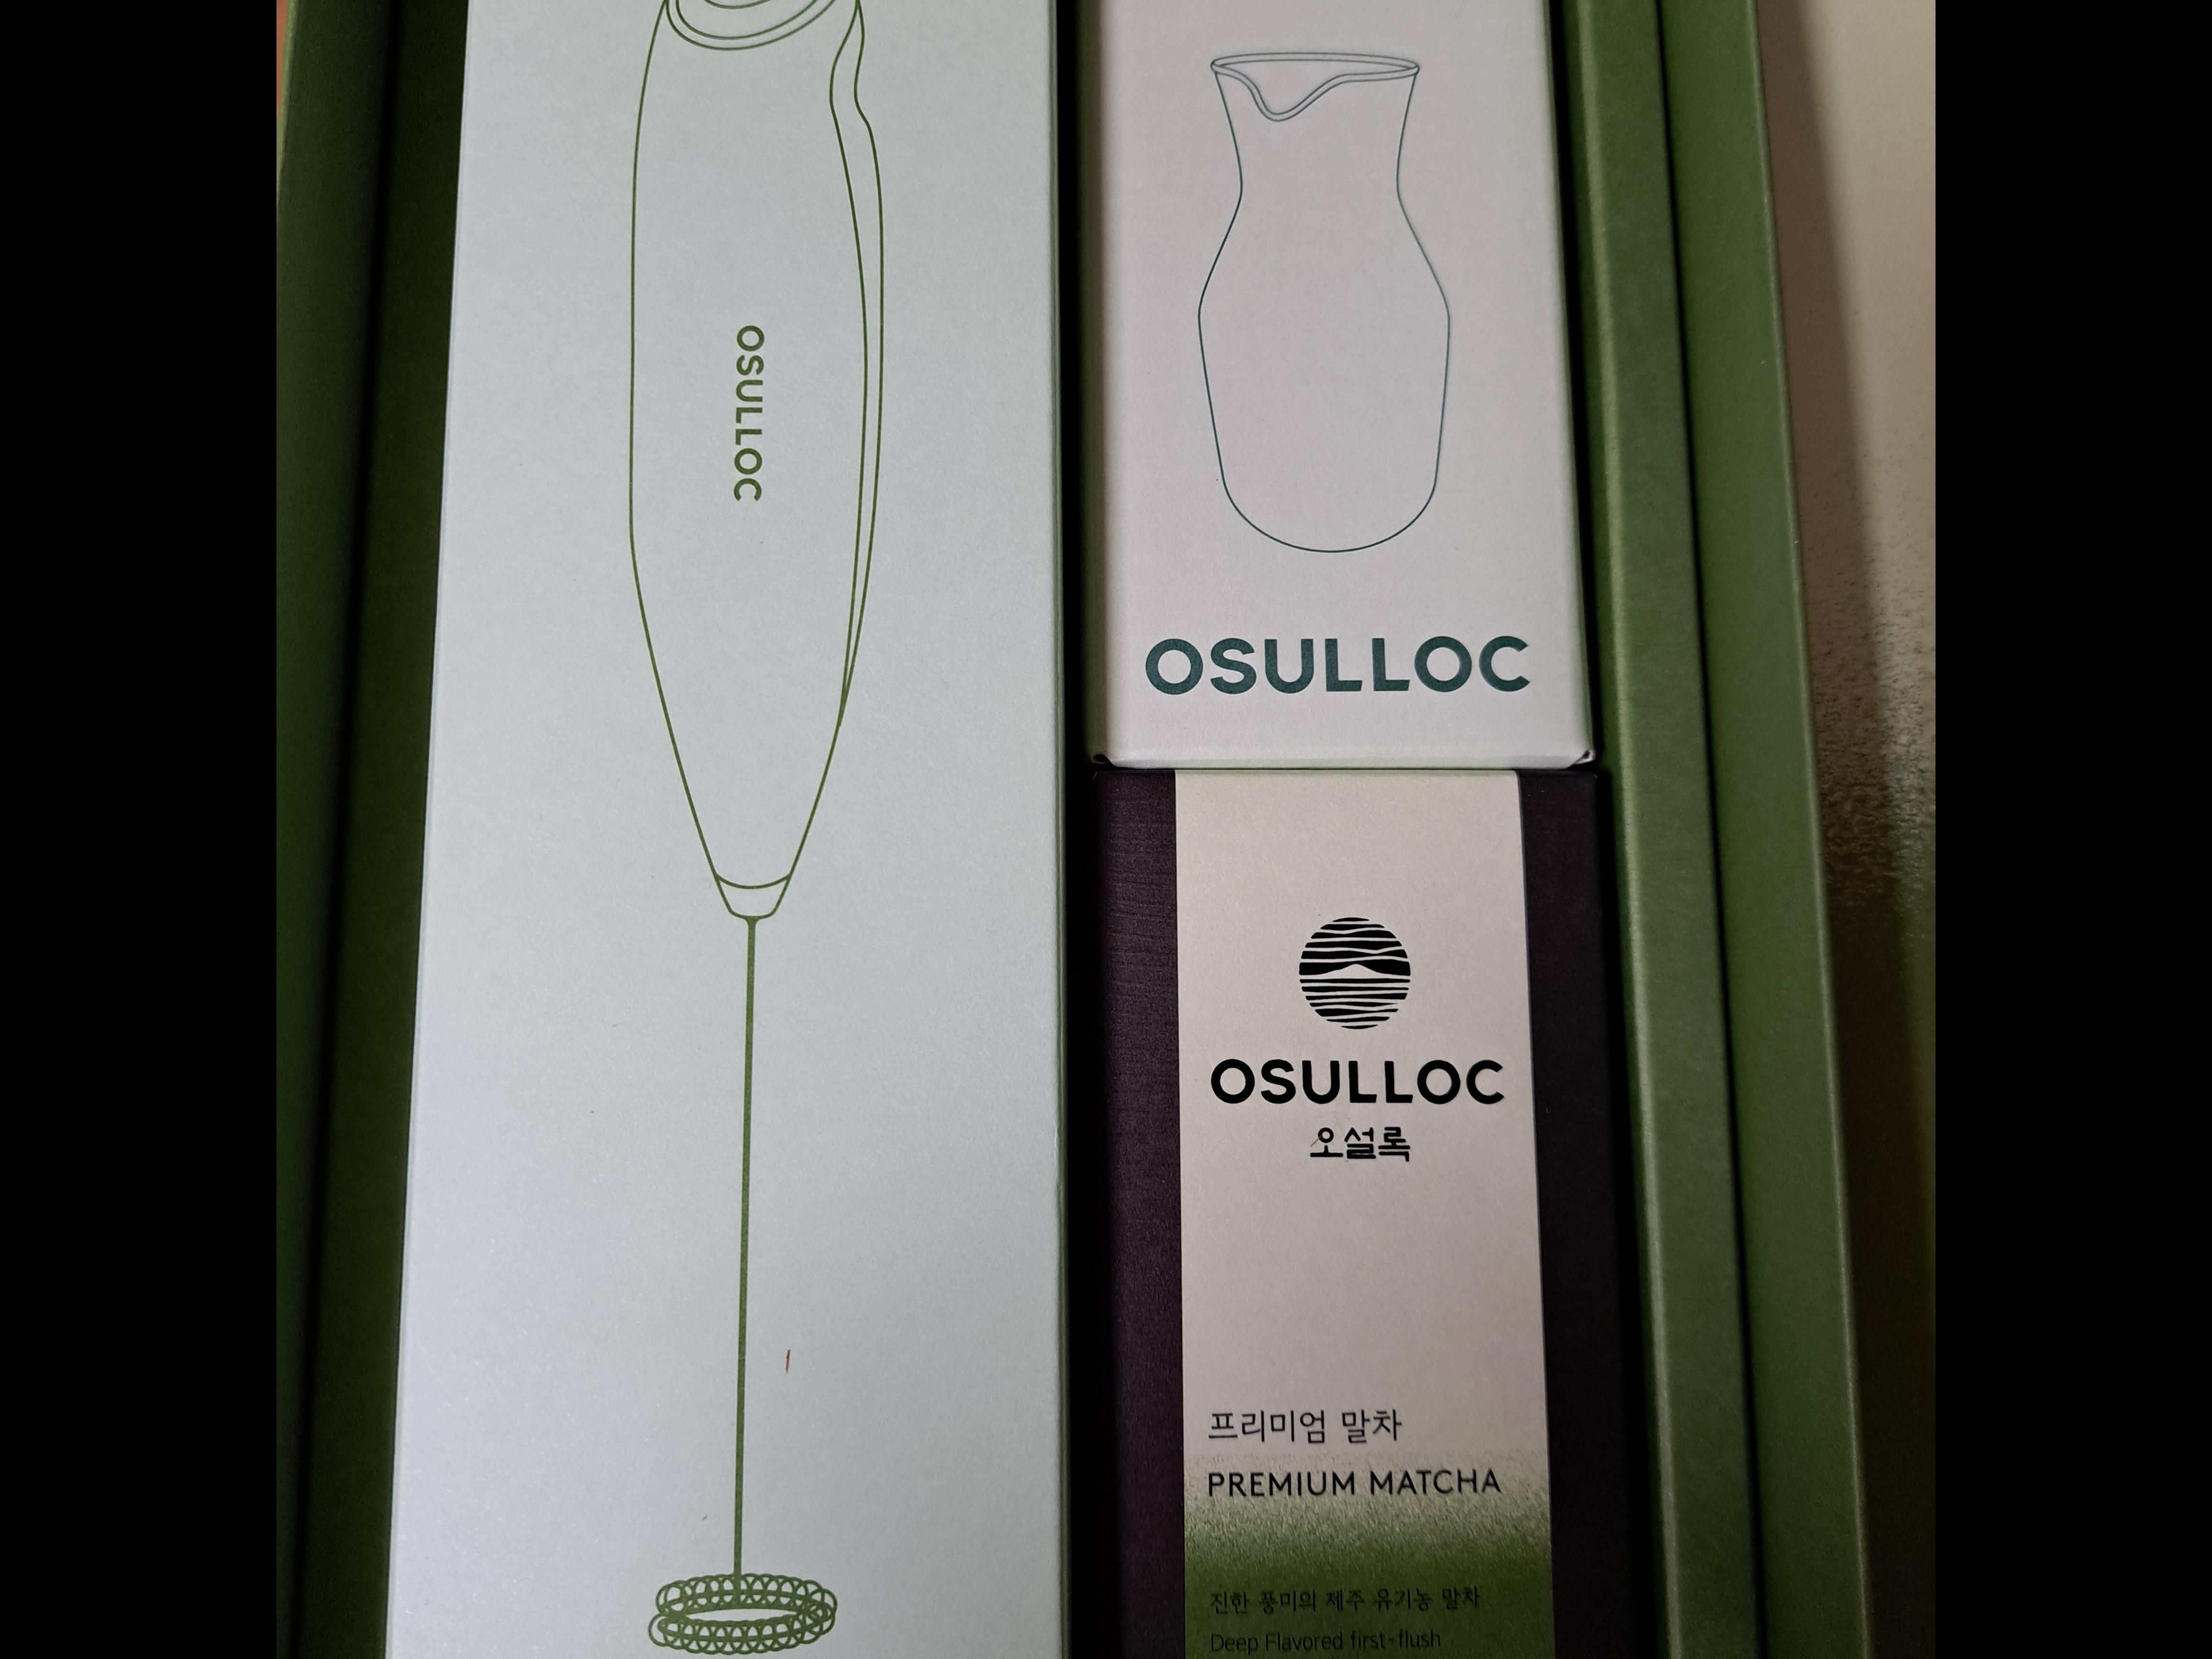 OSULLOC
OSULLOC
OSULLOC
오설록
프리미엄 말차
PREMIUM MATCHA
진한 풍미의 제주 유기농 말차
Deep Flavored first-flush